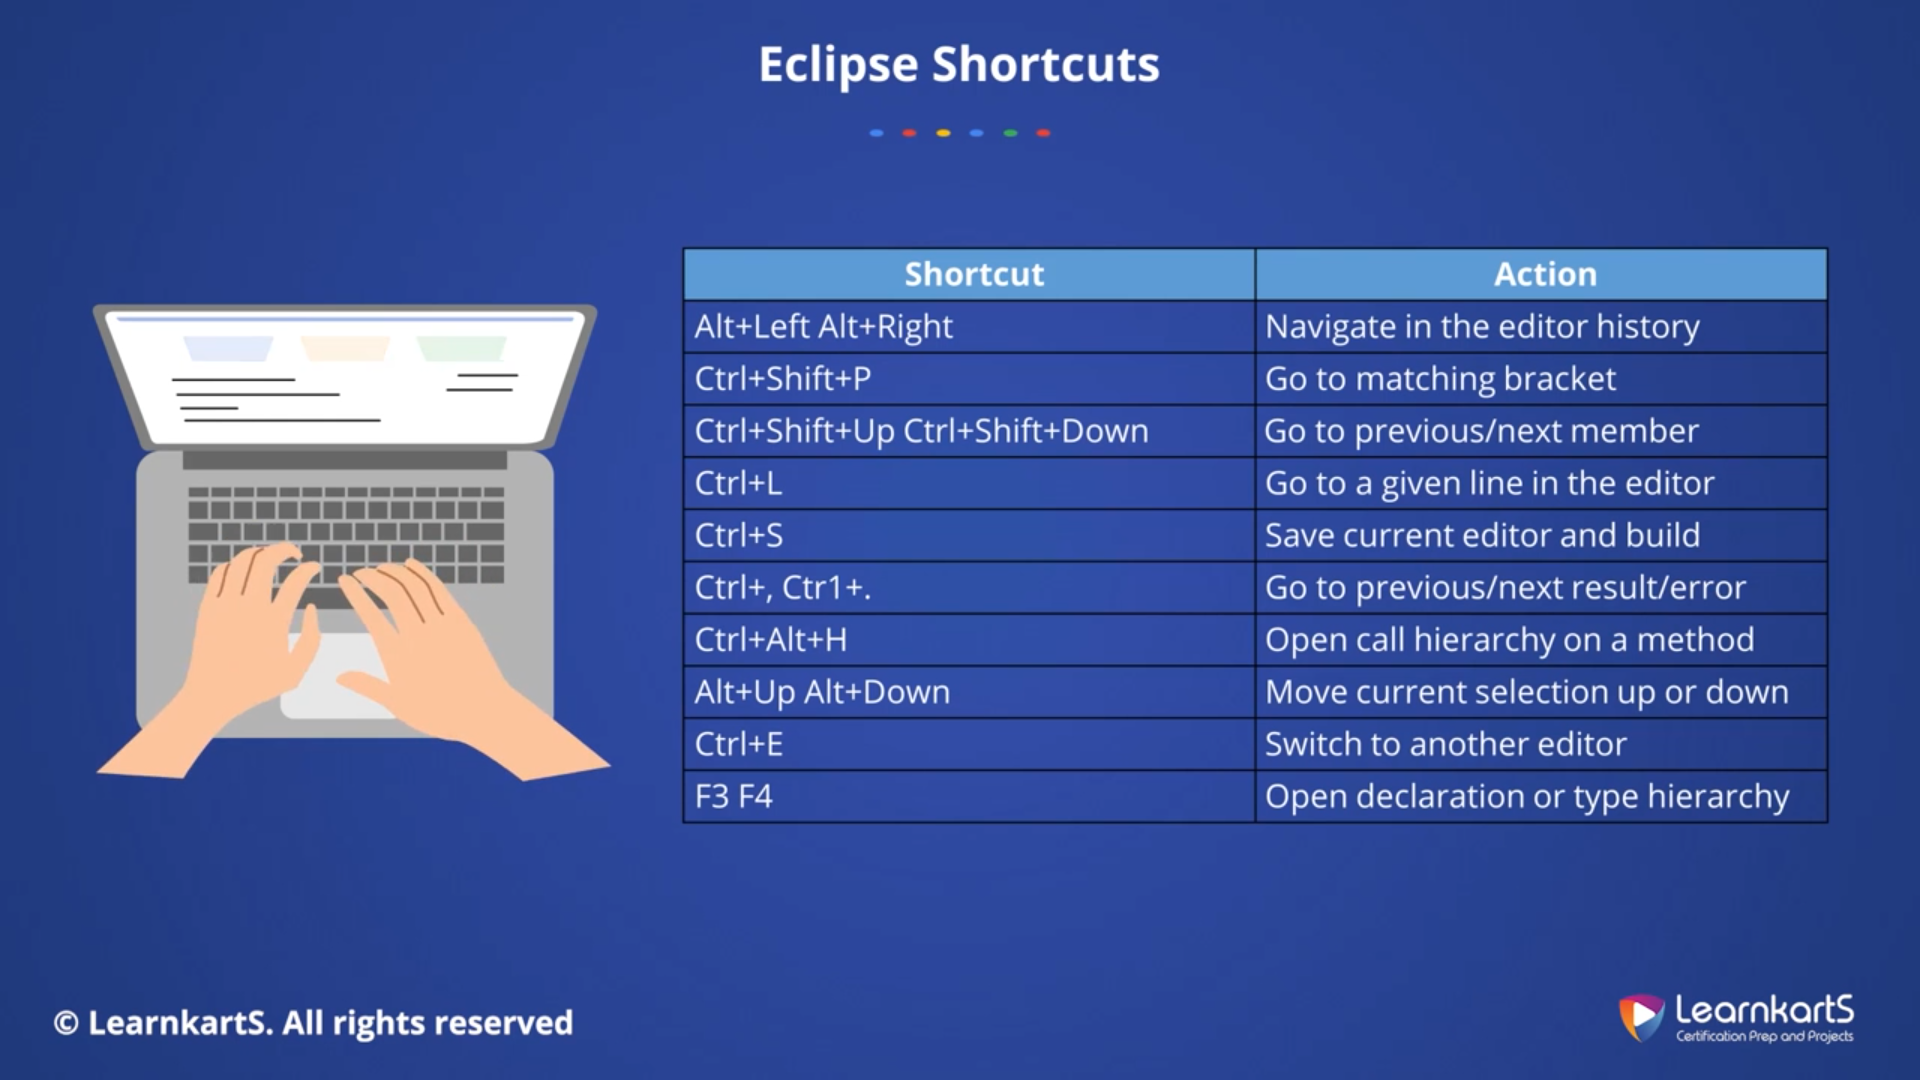 Eclipse Shortcuts
Shortcut Action
Alt+Left Alt+Right Navigate in the editor history
Ctrl+Shift+P Go to matching bracket
Ctrl+Shift+Up Ctrl+Shift+Down Go to previous/next member
Ctrl+L Go to a given line in the editor
Ctrl+S Save current editor and build
Ctrl+, Ctr1+. Go to previous/next result/error
Ctrl+Alt+H Open call hierarchy on a method
Alt+Up Alt+Down Move current selection up or down
Ctrl+E Switch to another editor
F3 F4 Open declaration or type hierarchy
© LearnkartS. All rights reserved
LearnkartS
Certification Prep and Projects